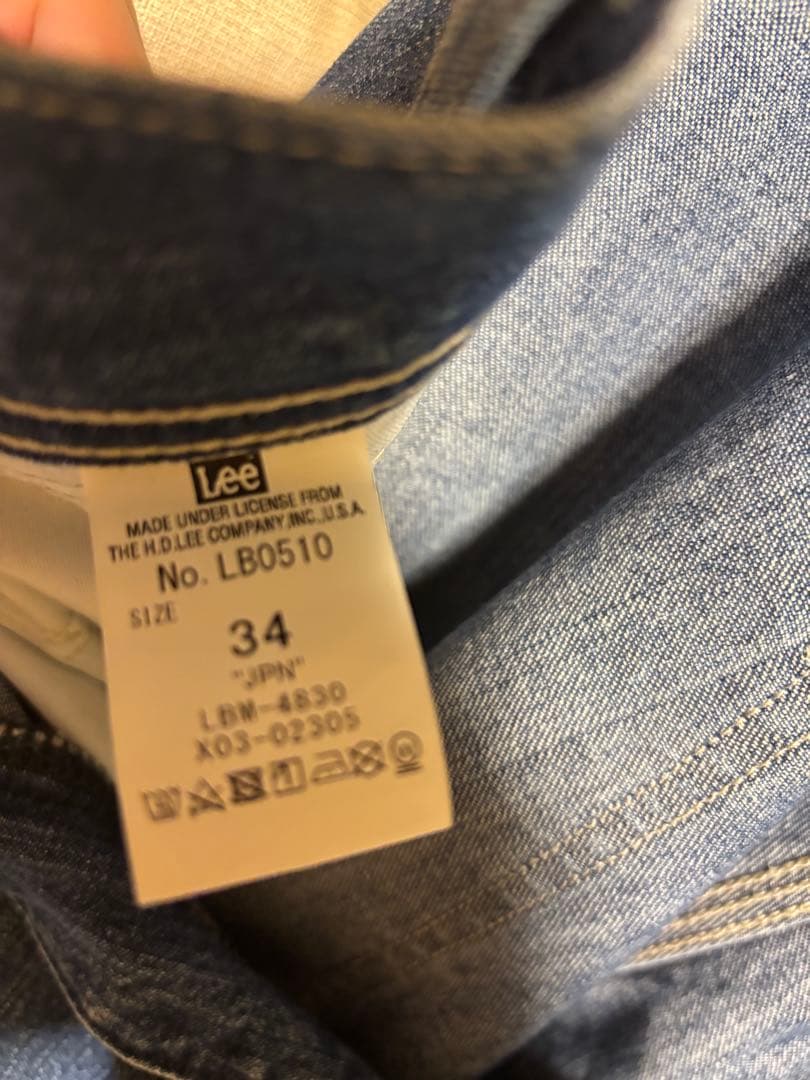 Lee
MADE UNDER LICENSE FROM
THE H.D.LEE COMPANY,INC.,U.S.A.
No. LB0510
SIZE
34
"JPN"
LBM-4830
X03-02305